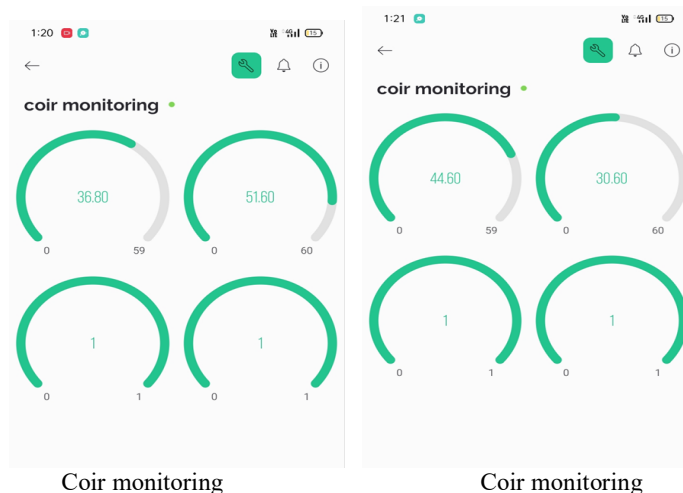 1:20 15
coir monitoring
36.80 51.60
0 59 0 60
1 1
0 1 0 1
Coir monitoring
1:21 15
coir monitoring
44.60 30.60
0 59 0 60
1 1
0 1 0 1
Coir monitoring